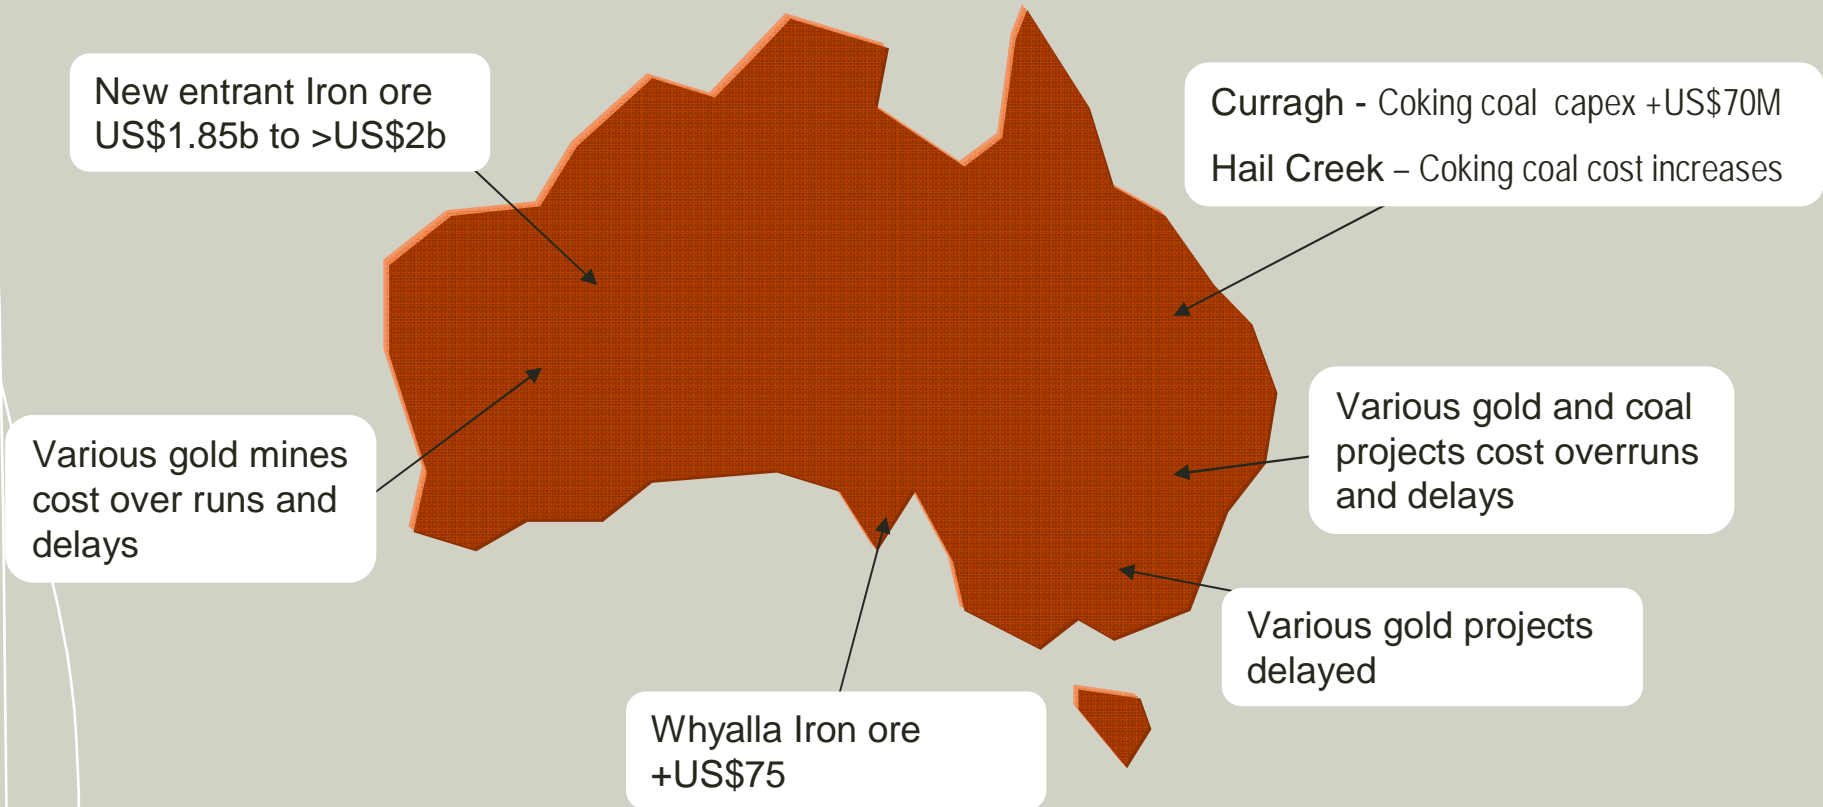 New entrant Iron ore
US$1.85b to >US$2b
Curragh - Coking coal capex +US$70M
Hail Creek – Coking coal cost increases
Various gold mines
cost over runs and
delays
Various gold and coal
projects cost overruns
and delays
Various gold projects
delayed
Whyalla Iron ore
+US$75